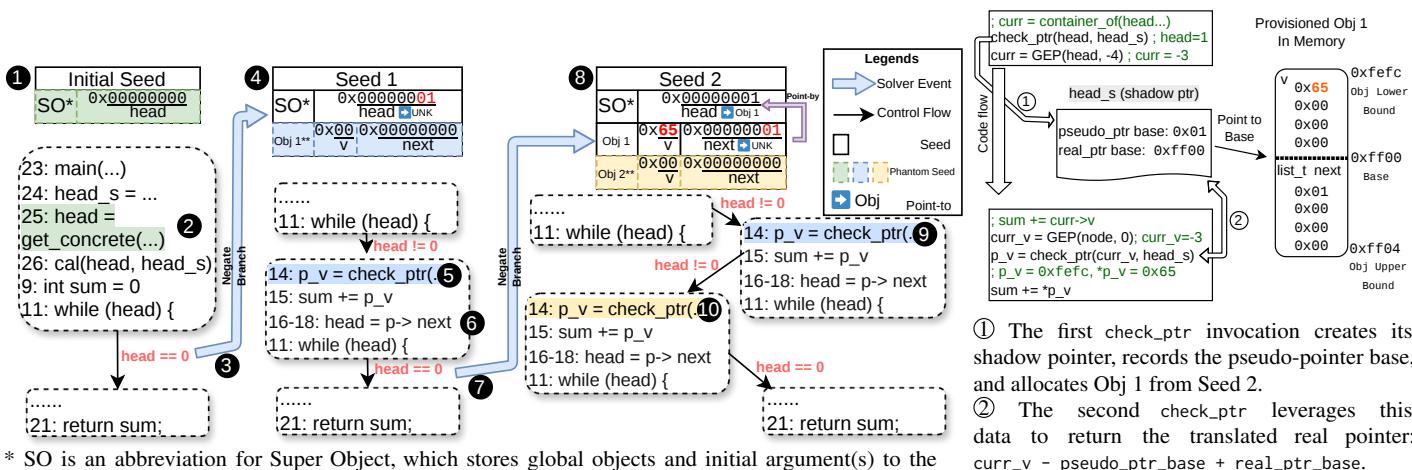 1
Initial Seed
SO*
0x00000000
head
23: main(...)
24: head_s = ...
25: head =
get_concrete(...)
26: cal(head, head_s)
9: int sum = 0
11: while (head) {
2
head == 0
3
......
21: return sum;
Negate
Branch
4
Seed 1
SO*
0x00000001
head ➡UNK
Obj 1**
0x00
v
0x00000000
next
......
11: while (head) {
head != 0
14: p_v = check_ptr(.
5
15: sum += p_v
16-18: head = p-> next
6
11: while (head) {
head == 0
7
......
21: return sum;
Negate
Branch
8
Seed 2
SO*
0x00000001
head ➡Obj 1
Point-by
Obj 1
0x65
v
0x00000001
next ➡UNK
Obj 2**
0x00
v
0x00000000
next
......
11: while (head) {
head != 0
14: p_v = check_ptr(.
9
15: sum += p_v
16-18: head = p-> next
11: while (head) {
head != 0
14: p_v = check_ptr(.
10
15: sum += p_v
16-18: head = p-> next
11: while (head) {
head == 0
......
21: return sum;
Legends
Solver Event
Control Flow
Seed
Phantom Seed
➡ Obj Point-to
* SO is an abbreviation for Super Object, which stores global objects and initial argument(s) to the
; curr = container_of(head...)
check_ptr(head, head_s) ; head=1
curr = GEP(head, -4) ; curr = -3
Code flow
①
head_s (shadow ptr)
pseudo_ptr base: 0x01
real_ptr base: 0xff00
Point to
Base
②
; sum += curr->v
curr_v = GEP(node, 0); curr_v=-3
p_v = check_ptr(curr_v, head_s)
; p_v = 0xfefc, *p_v = 0x65
sum += *p_v
Provisioned Obj 1
In Memory
v 0x65
0x00
0x00
0x00
list_t next
0x01
0x00
0x00
0x00
0xfefc
Obj Lower
Bound
0xff00
Base
0xff04
Obj Upper
Bound
① The first check_ptr invocation creates its
shadow pointer, records the pseudo-pointer base,
and allocates Obj 1 from Seed 2.
② The second check_ptr leverages this
data to return the translated real pointer:
curr_v - pseudo_ptr_base + real_ptr_base.